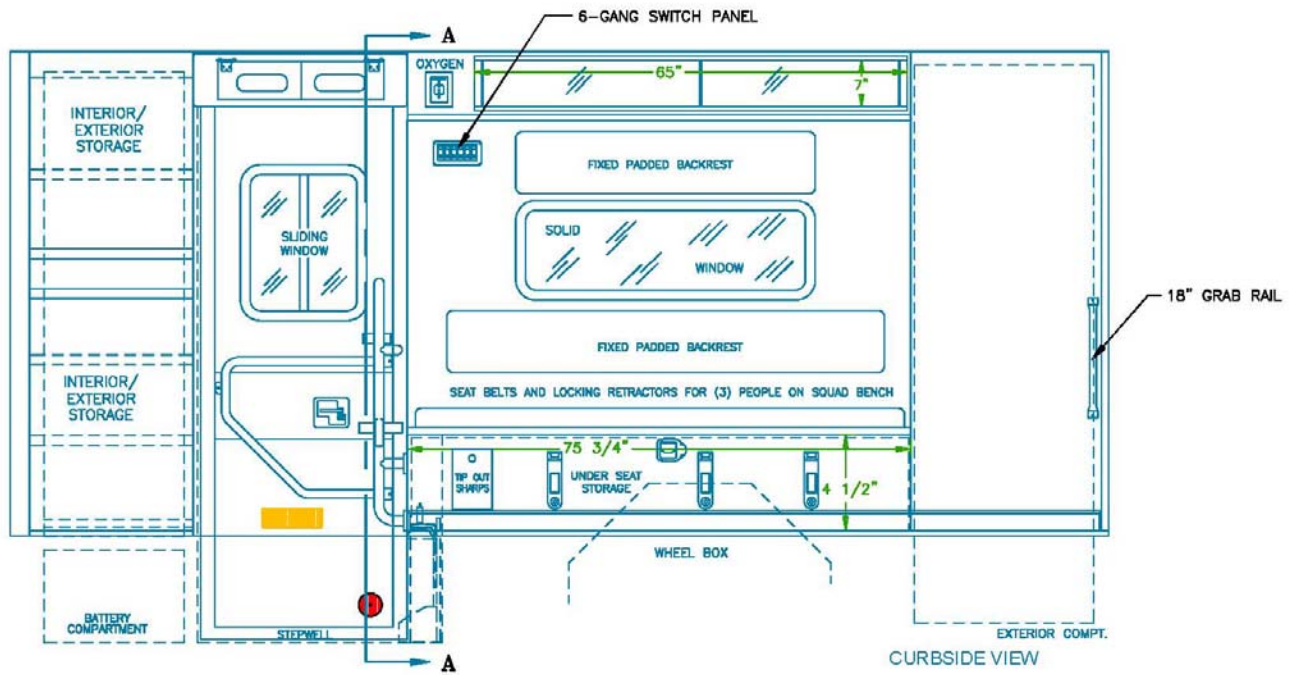 6-GANG SWITCH PANEL
A
OXYGEN
65"
7"
INTERIOR/
EXTERIOR
STORAGE
FIXED PADDED BACKREST
SLIDING
WINDOW
SOLID
WINDOW
18" GRAB RAIL
FIXED PADDED BACKREST
INTERIOR/
EXTERIOR
STORAGE
SEAT BELTS AND LOCKING RETRACTORS FOR (3) PEOPLE ON SQUAD BENCH
75 3/4"
TIP OUT
SHARPS
UNDER SEAT
STORAGE
4 1/2"
WHEEL BOX
BATTERY
COMPARTMENT
STEPWELL
EXTERIOR COMPT.
A
CURBSIDE VIEW